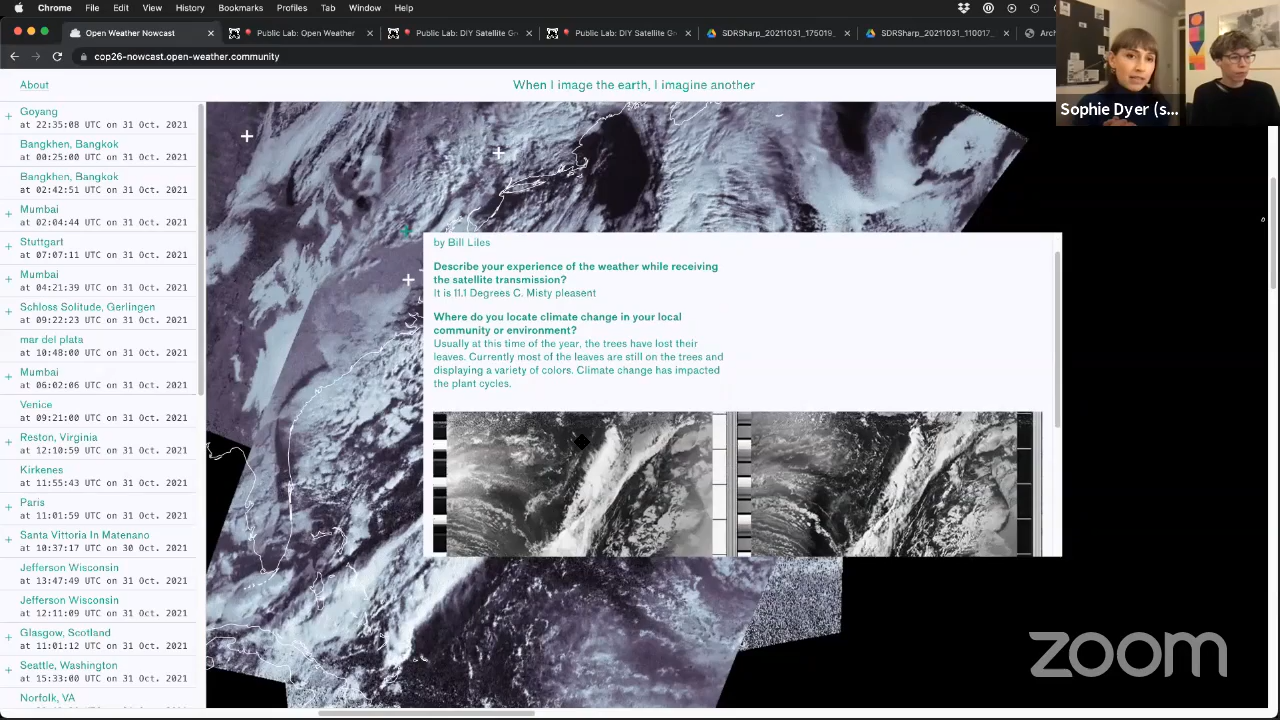 Chrome File Edit View History Bookmarks Profiles Tab Window Help
Open Weather Nowcast
Public Lab: Open Weather
Public Lab: DIY Satellite Gr
Public Lab: DIY Satellite Gr
SDRSharp_20211031_175019_
SDRSharp_20211031_110017_
Arch
cop26-nowcast.open-weather.community
About
When I image the earth, I imagine another
Sophie Dyer (s...
Goyang
at 22:35:08 UTC on 31 Oct. 2021
Bangkhen, Bangkok
at 00:25:00 UTC on 31 Oct. 2021
Bangkhen, Bangkok
at 02:42:51 UTC on 31 Oct. 2021
Mumbai
at 02:04:44 UTC on 31 Oct. 2021
Stuttgart
at 07:07:11 UTC on 31 Oct. 2021
Mumbai
at 04:21:39 UTC on 31 Oct. 2021
Schloss Solitude, Gerlingen
at 09:22:23 UTC on 31 Oct. 2021
mar del plata
at 10:48:00 UTC on 31 Oct. 2021
Mumbai
at 06:02:06 UTC on 31 Oct. 2021
Venice
at 09:21:00 UTC on 31 Oct. 2021
Reston, Virginia
at 12:10:59 UTC on 31 Oct. 2021
Kirkenes
at 11:55:43 UTC on 31 Oct. 2021
Paris
at 11:01:59 UTC on 31 Oct. 2021
Santa Vittoria In Matenano
at 10:37:17 UTC on 30 Oct. 2021
Jefferson Wisconsin
at 13:47:49 UTC on 31 Oct. 2021
Jefferson Wisconsin
at 12:11:09 UTC on 31 Oct. 2021
Glasgow, Scotland
at 11:01:12 UTC on 31 Oct. 2021
Seattle, Washington
at 15:33:00 UTC on 31 Oct. 2021
Norfolk, VA
by Bill Liles
Describe your experience of the weather while receiving
the satellite transmission?
It is 11.1 Degrees C. Misty pleasent
Where do you locate climate change in your local
community or environment?
Usually at this time of the year, the trees have lost their
leaves. Currently most of the leaves are still on the trees and
displaying a variety of colors. Climate change has impacted
the plant cycles.
zoom